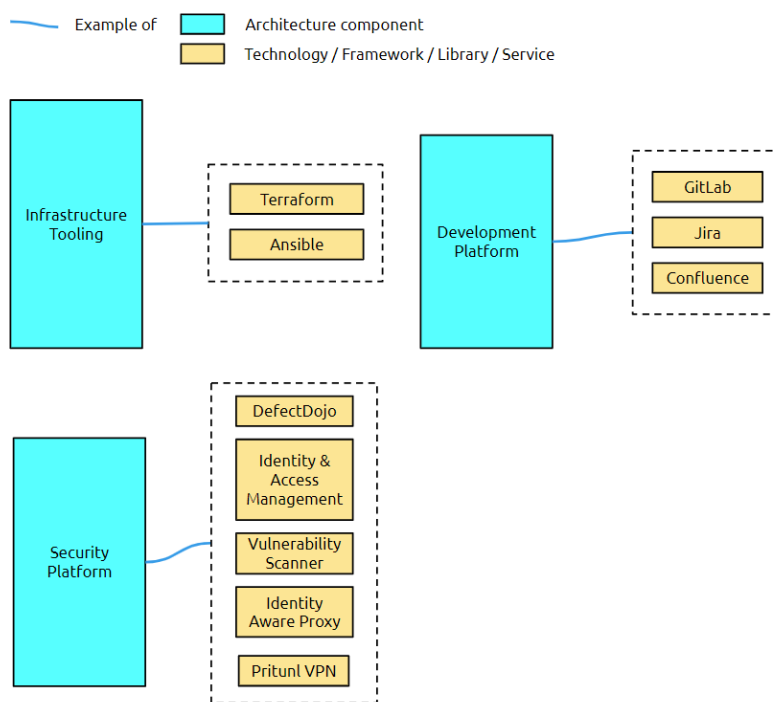 Example of
Architecture component
Technology / Framework / Library / Service
Infrastructure
Tooling
Terraform
Ansible
Development
Platform
GitLab
Jira
Confluence
Security
Platform
DefectDojo
Identity &
Access
Management
Vulnerability
Scanner
Identity
Aware Proxy
Pritunl VPN